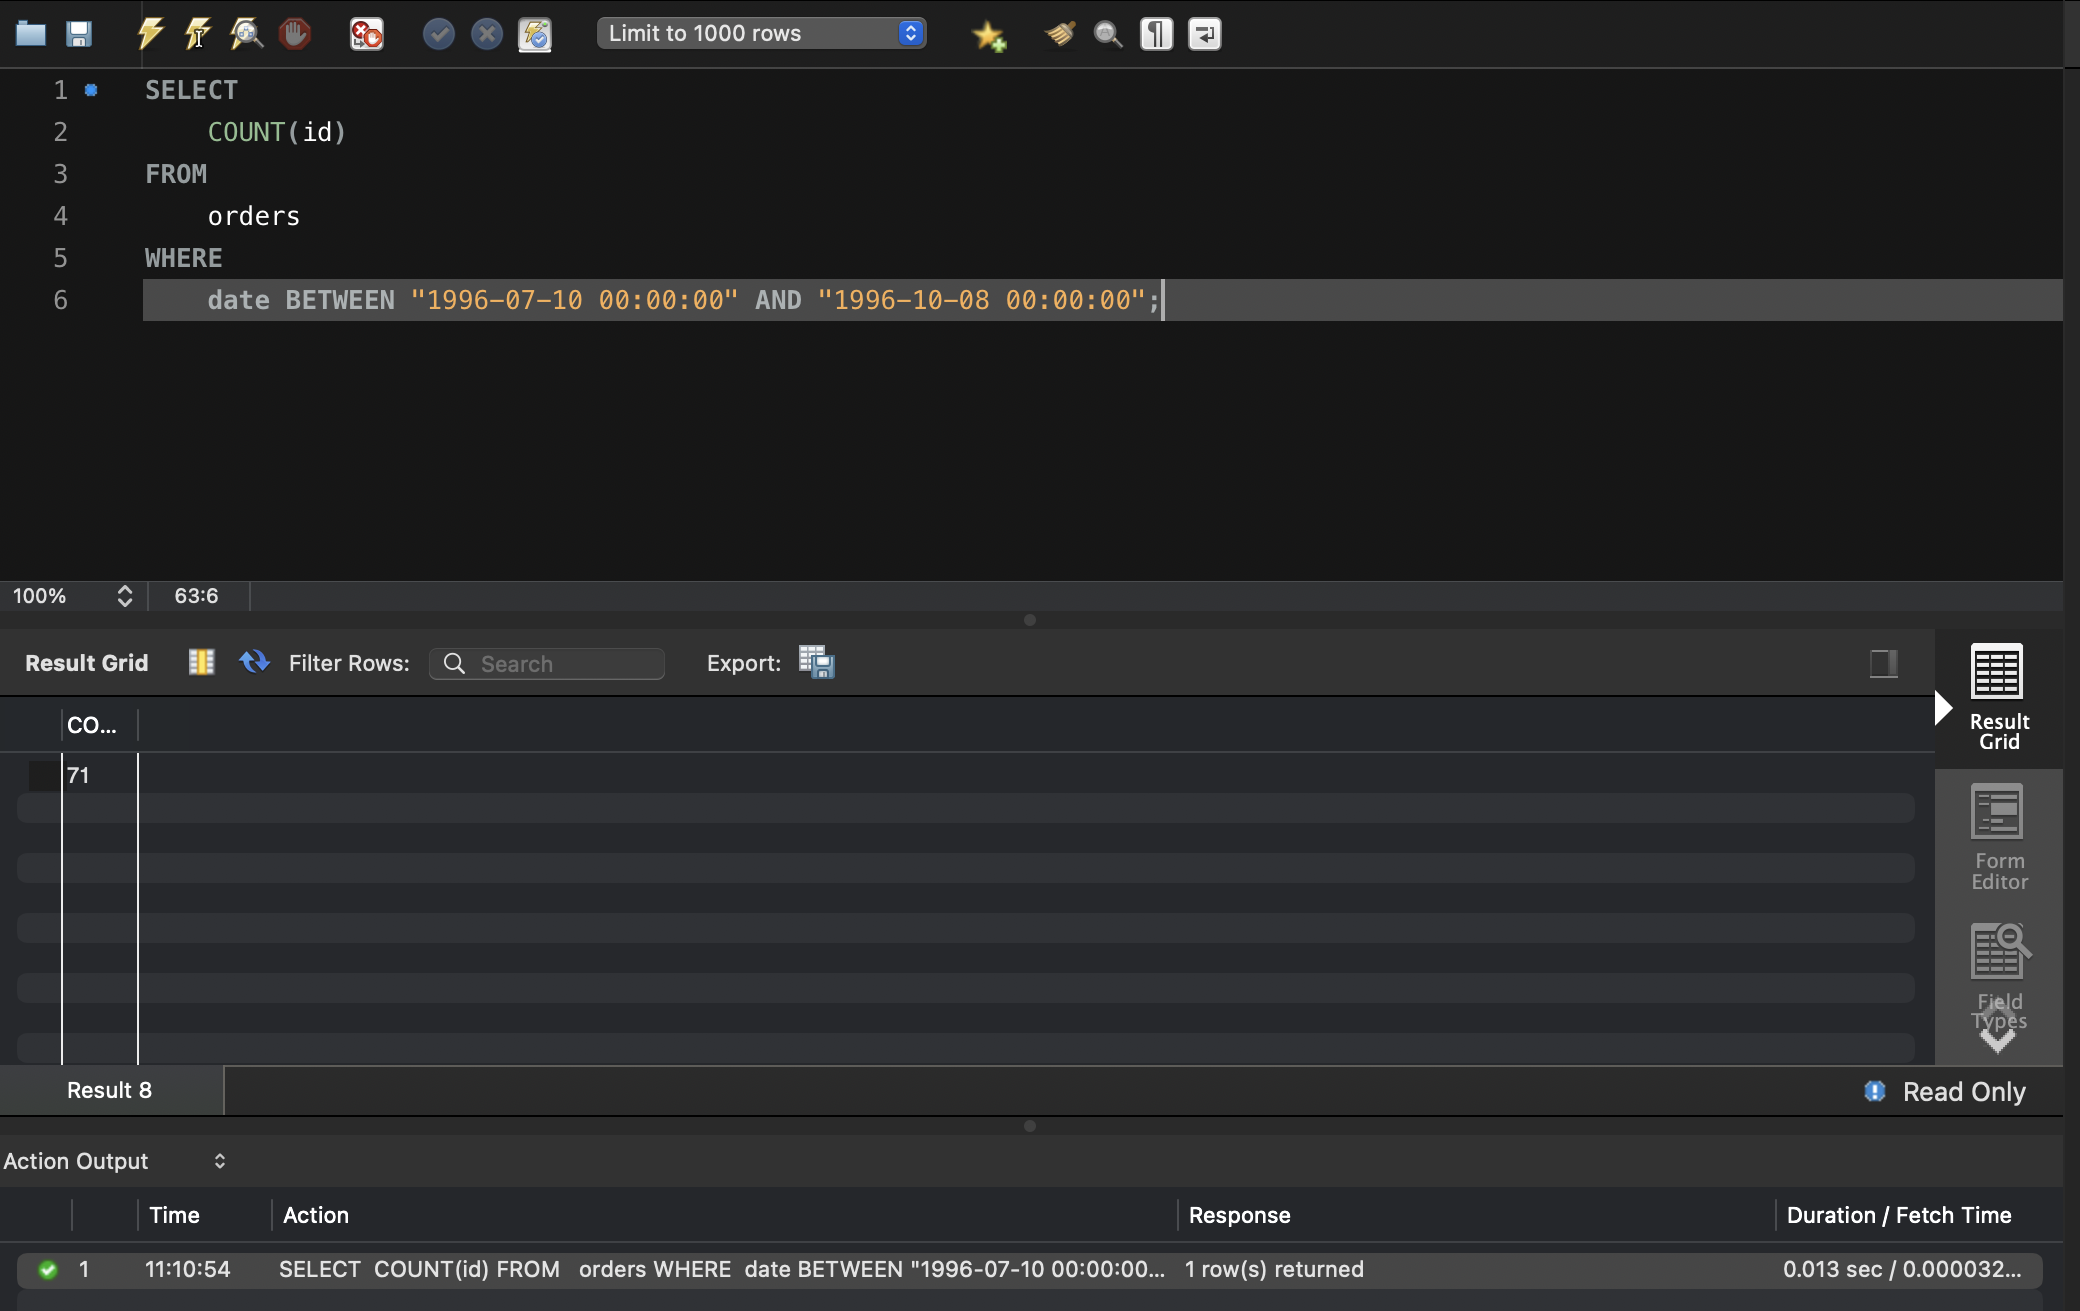 Limit to 1000 rows
1 SELECT
2 COUNT(id)
3 FROM
4 orders
5 WHERE
6 date BETWEEN "1996-07-10 00:00:00" AND "1996-10-08 00:00:00";
100% 63:6
Result Grid Filter Rows: Search Export:
CO...
71
Result Grid
Form Editor
Field Types
Result 8 Read Only
Action Output
Time Action Response Duration / Fetch Time
1 11:10:54 SELECT COUNT(id) FROM orders WHERE date BETWEEN "1996-07-10 00:00:00... 1 row(s) returned 0.013 sec / 0.000032...